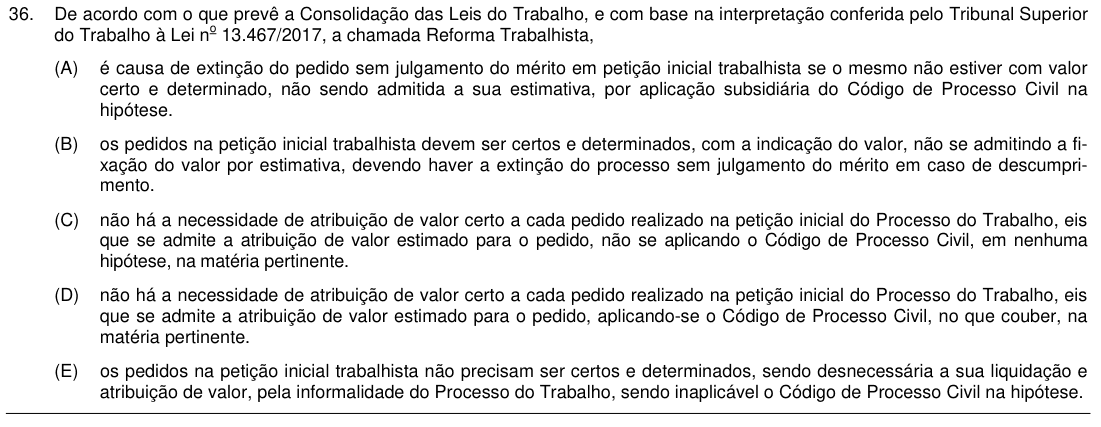 36. De acordo com o que prevê a Consolidação das Leis do Trabalho, e com base na interpretação conferida pelo Tribunal Superior
do Trabalho à Lei nº 13.467/2017, a chamada Reforma Trabalhista,
(A) é causa de extinção do pedido sem julgamento do mérito em petição inicial trabalhista se o mesmo não estiver com valor
certo e determinado, não sendo admitida a sua estimativa, por aplicação subsidiária do Código de Processo Civil na
hipótese.
(B) os pedidos na petição inicial trabalhista devem ser certos e determinados, com a indicação do valor, não se admitindo a fi-
xação do valor por estimativa, devendo haver a extinção do processo sem julgamento do mérito em caso de descumpri-
mento.
(C) não há a necessidade de atribuição de valor certo a cada pedido realizado na petição inicial do Processo do Trabalho, eis
que se admite a atribuição de valor estimado para o pedido, não se aplicando o Código de Processo Civil, em nenhuma
hipótese, na matéria pertinente.
(D) não há a necessidade de atribuição de valor certo a cada pedido realizado na petição inicial do Processo do Trabalho, eis
que se admite a atribuição de valor estimado para o pedido, aplicando-se o Código de Processo Civil, no que couber, na
matéria pertinente.
(E) os pedidos na petição inicial trabalhista não precisam ser certos e determinados, sendo desnecessária a sua liquidação e
atribuição de valor, pela informalidade do Processo do Trabalho, sendo inaplicável o Código de Processo Civil na hipótese.